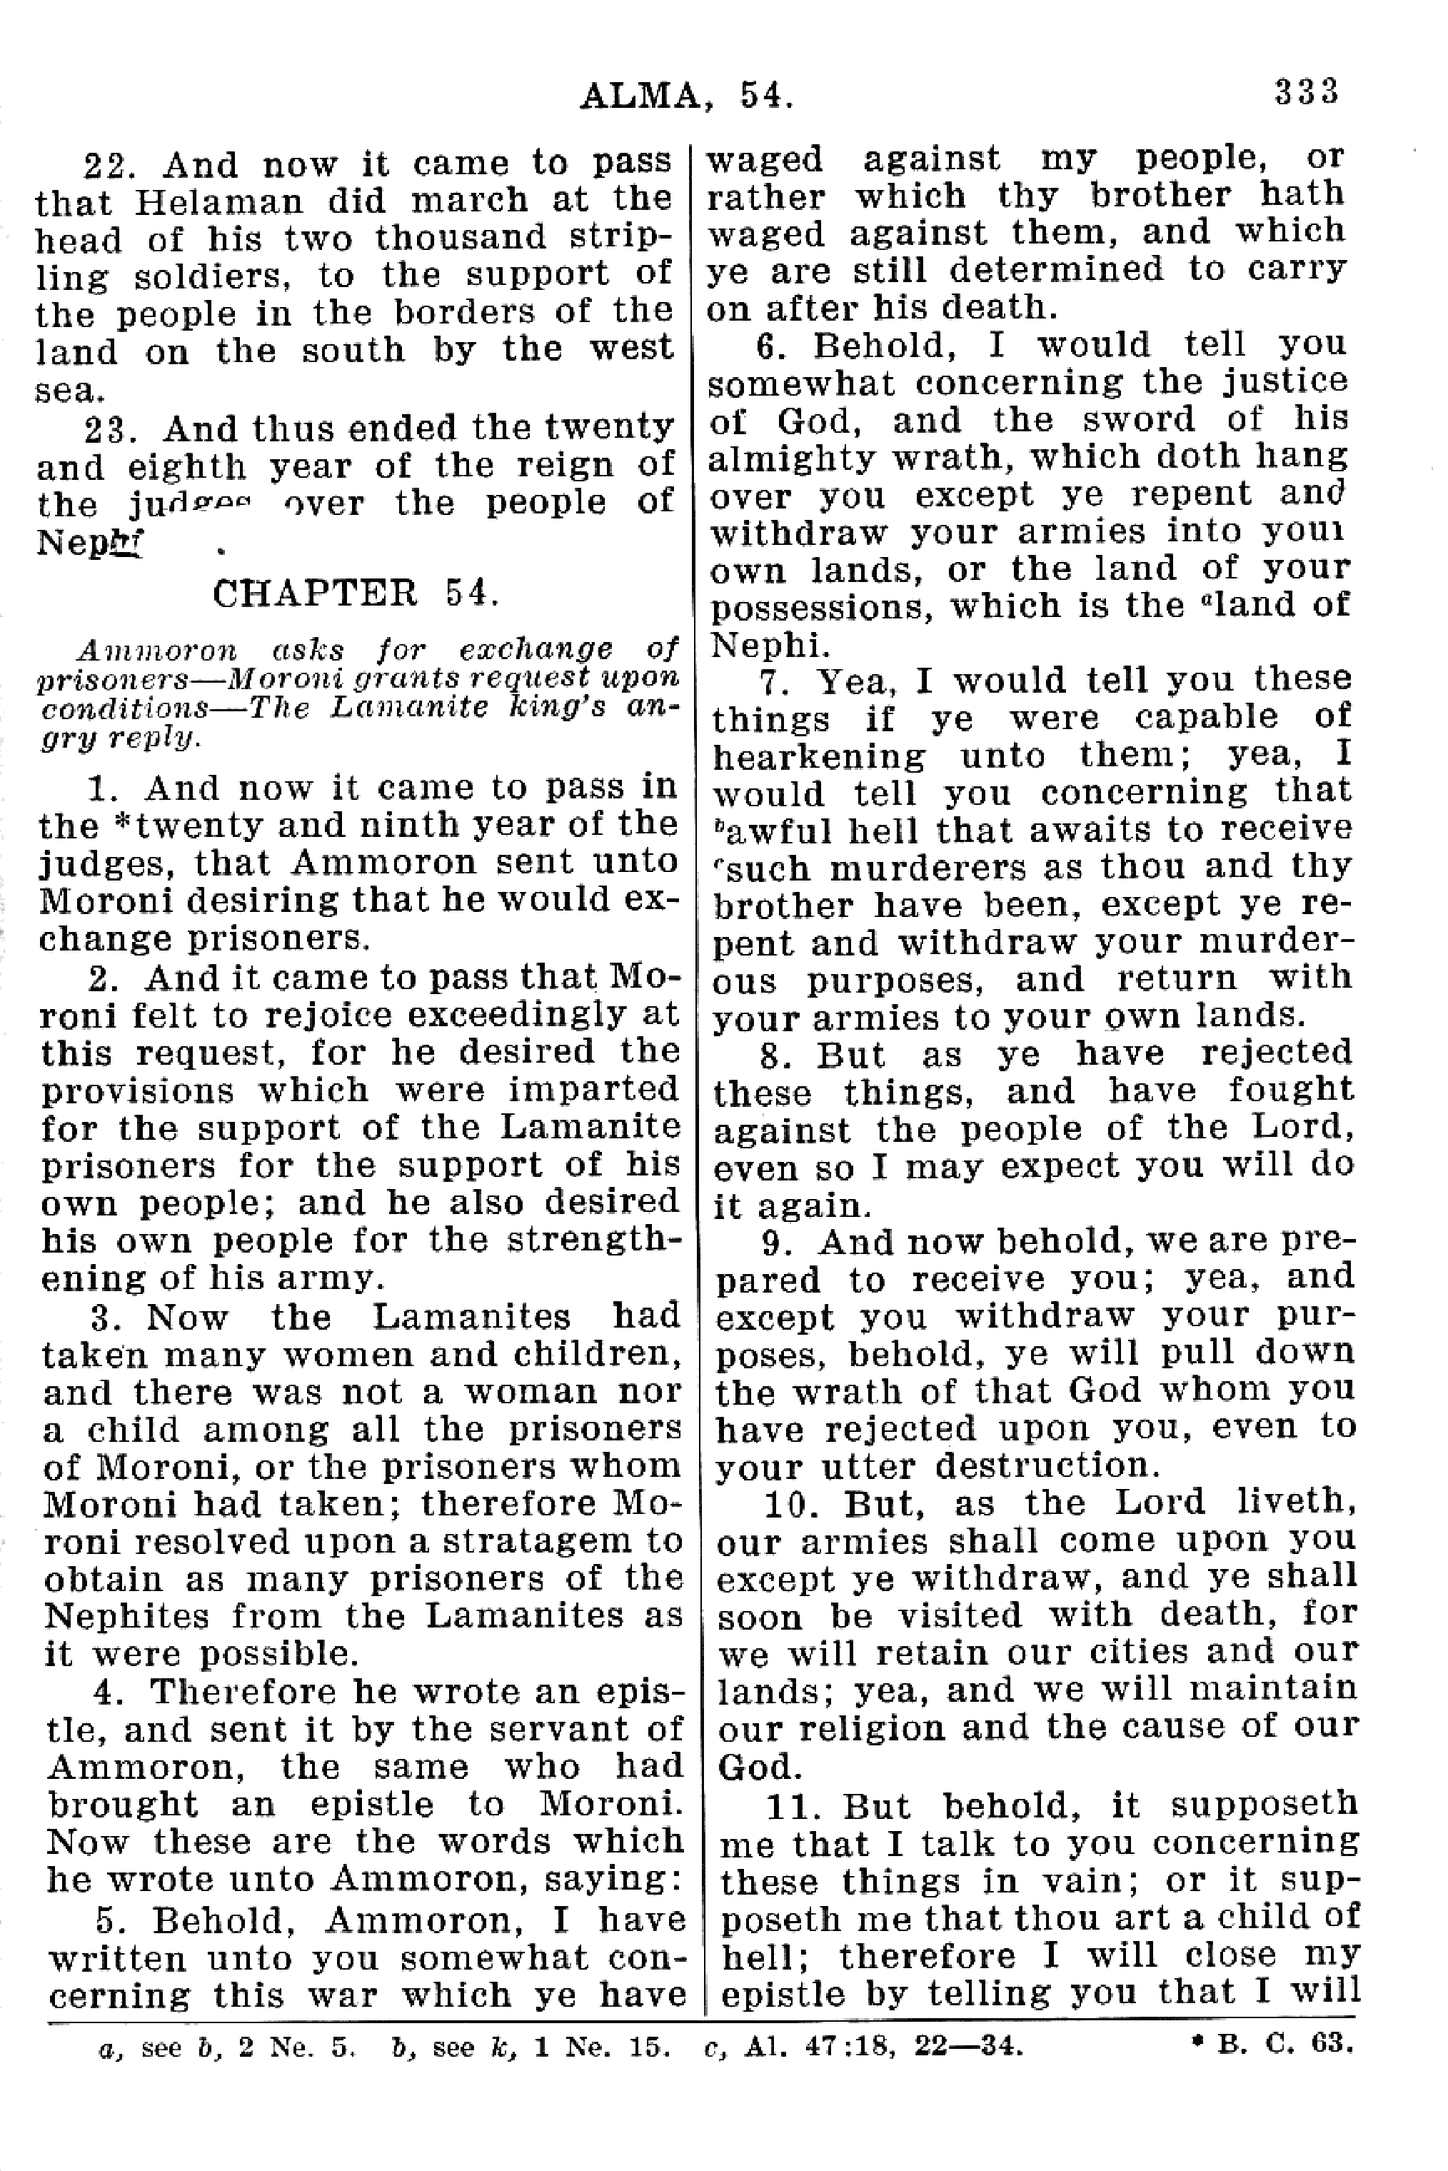 ALMA, 54. 333
22. And now it came to pass
that Helaman did march at the
head of his two thousand strip-
ling soldiers, to the support of
the people in the borders of the
land on the south by the west
sea.
23. And thus ended the twenty
and eighth year of the reign of
the judges over the people of
Nephi.
CHAPTER 54.
Ammoron asks for exchange of
prisoners—Moroni grants request upon
conditions—The Lamanite king's an-
gry reply.
1. And now it came to pass in
the *twenty and ninth year of the
judges, that Ammoron sent unto
Moroni desiring that he would ex-
change prisoners.
2. And it came to pass that Mo-
roni felt to rejoice exceedingly at
this request, for he desired the
provisions which were imparted
for the support of the Lamanite
prisoners for the support of his
own people; and he also desired
his own people for the strength-
ening of his army.
3. Now the Lamanites had
taken many women and children,
and there was not a woman nor
a child among all the prisoners
of Moroni, or the prisoners whom
Moroni had taken; therefore Mo-
roni resolved upon a stratagem to
obtain as many prisoners of the
Nephites from the Lamanites as
it were possible.
4. Therefore he wrote an epis-
tle, and sent it by the servant of
Ammoron, the same who had
brought an epistle to Moroni.
Now these are the words which
he wrote unto Ammoron, saying:
5. Behold, Ammoron, I have
written unto you somewhat con-
cerning this war which ye have
waged against my people, or
rather which thy brother hath
waged against them, and which
ye are still determined to carry
on after his death.
6. Behold, I would tell you
somewhat concerning the justice
of God, and the sword of his
almighty wrath, which doth hang
over you except ye repent and
withdraw your armies into your
own lands, or the land of your
possessions, which is the ᵃland of
Nephi.
7. Yea, I would tell you these
things if ye were capable of
hearkening unto them; yea, I
would tell you concerning that
ᵇawful hell that awaits to receive
ᶜsuch murderers as thou and thy
brother have been, except ye re-
pent and withdraw your murder-
ous purposes, and return with
your armies to your own lands.
8. But as ye have rejected
these things, and have fought
against the people of the Lord,
even so I may expect you will do
it again.
9. And now behold, we are pre-
pared to receive you; yea, and
except you withdraw your pur-
poses, behold, ye will pull down
the wrath of that God whom you
have rejected upon you, even to
your utter destruction.
10. But, as the Lord liveth,
our armies shall come upon you
except ye withdraw, and ye shall
soon be visited with death, for
we will retain our cities and our
lands; yea, and we will maintain
our religion and the cause of our
God.
11. But behold, it supposeth
me that I talk to you concerning
these things in vain; or it sup-
poseth me that thou art a child of
hell; therefore I will close my
epistle by telling you that I will
a, see b, 2 Ne. 5. b, see k, 1 Ne. 15. c, Al. 47:18, 22—34. * B. C. 63.